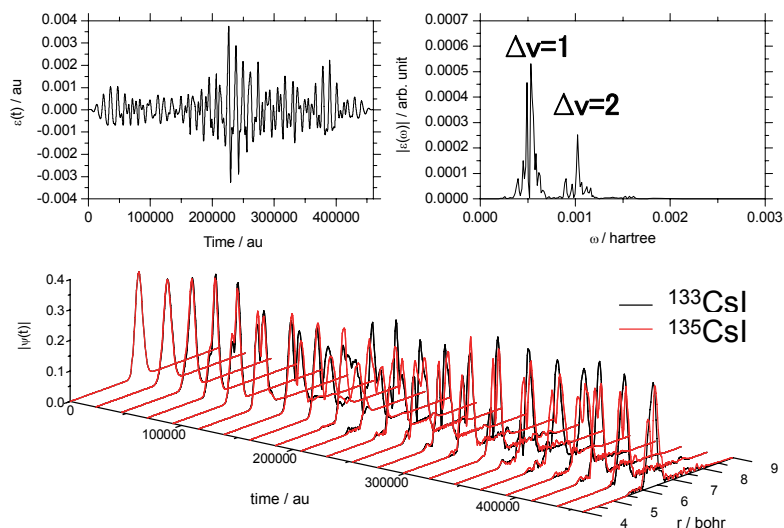 0.004
0.003
0.002
0.001
0.000
-0.001
-0.002
-0.003
-0.004
ε(t) / au
0 100000 200000 300000 400000
Time / au
0.0007
0.0006
0.0005
0.0004
0.0003
0.0002
0.0001
0.0000
|ε(ω)| / arb. unit
Δv=1
Δv=2
0.000 0.001 0.002 0.003
ω / hartree
0.4
0.3
0.2
0.1
0.0
|ψ(t)|
0 100000 200000 300000 400000
time / au
4 5 6 7 8 9
r / bohr
¹³³CsI
¹³⁵CsI